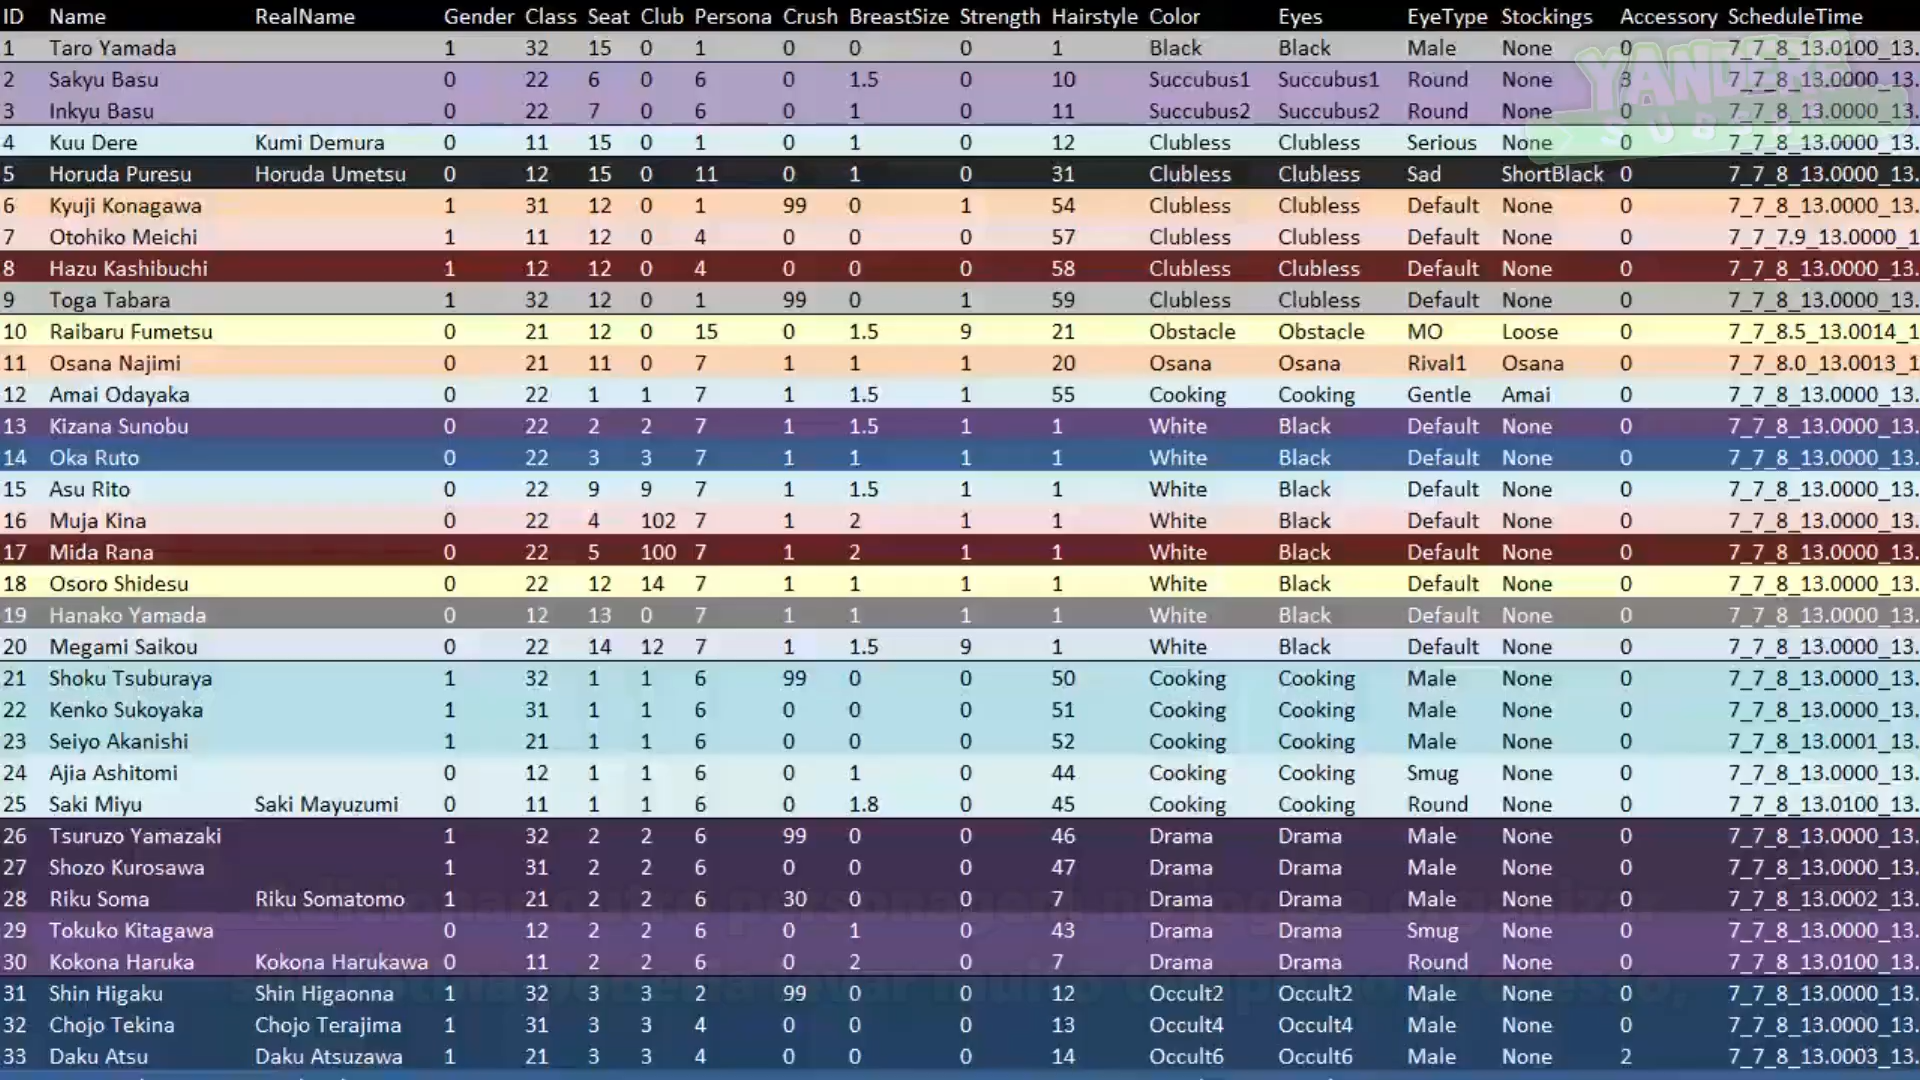 ID Name RealName Gender Class Seat Club Persona Crush BreastSize Strength Hairstyle Color Eyes EyeType Stockings Accessory ScheduleTime
1 Taro Yamada 1 32 15 0 1 0 0 0 1 Black Black Male None 0 7_7_8_13.0100_13.
2 Sakyu Basu 0 22 6 0 6 0 1.5 0 10 Succubus1 Succubus1 Round None 3 7_7_8_13.0000_13.
3 Inkyu Basu 0 22 7 0 6 0 1 0 11 Succubus2 Succubus2 Round None 0 7_7_8_13.0000_13.
4 Kuu Dere Kumi Demura 0 11 15 0 1 0 1 0 12 Clubless Clubless Serious None 0 7_7_8_13.0000_13.
5 Horuda Puresu Horuda Umetsu 0 12 15 0 11 0 1 0 31 Clubless Clubless Sad ShortBlack 0 7_7_8_13.0000_13.
6 Kyuji Konagawa 1 31 12 0 1 99 0 1 54 Clubless Clubless Default None 0 7_7_8_13.0000_13.
7 Otohiko Meichi 1 11 12 0 4 0 0 0 57 Clubless Clubless Default None 0 7_7_7.9_13.0000_1
8 Hazu Kashibuchi 1 12 12 0 4 0 0 0 58 Clubless Clubless Default None 0 7_7_8_13.0000_13.
9 Toga Tabara 1 32 12 0 1 99 0 1 59 Clubless Clubless Default None 0 7_7_8_13.0000_13.
10 Raibaru Fumetsu 0 21 12 0 15 0 1.5 9 21 Obstacle Obstacle MO Loose 0 7_7_8.5_13.0014_1
11 Osana Najimi 0 21 11 0 7 1 1 1 20 Osana Osana Rival1 Osana 0 7_7_8.0_13.0013_1
12 Amai Odayaka 0 22 1 1 7 1 1.5 1 55 Cooking Cooking Gentle Amai 0 7_7_8_13.0000_13.
13 Kizana Sunobu 0 22 2 2 7 1 1.5 1 1 White Black Default None 0 7_7_8_13.0000_13.
14 Oka Ruto 0 22 3 3 7 1 1 1 1 White Black Default None 0 7_7_8_13.0000_13.
15 Asu Rito 0 22 9 9 7 1 1.5 1 1 White Black Default None 0 7_7_8_13.0000_13.
16 Muja Kina 0 22 4 102 7 1 2 1 1 White Black Default None 0 7_7_8_13.0000_13.
17 Mida Rana 0 22 5 100 7 1 2 1 1 White Black Default None 0 7_7_8_13.0000_13.
18 Osoro Shidesu 0 22 12 14 7 1 1 1 1 White Black Default None 0 7_7_8_13.0000_13.
19 Hanako Yamada 0 12 13 0 7 1 1 1 1 White Black Default None 0 7_7_8_13.0000_13.
20 Megami Saikou 0 22 14 12 7 1 1.5 9 1 White Black Default None 0 7_7_8_13.0000_13.
21 Shoku Tsuburaya 1 32 1 1 6 99 0 0 50 Cooking Cooking Male None 0 7_7_8_13.0000_13.
22 Kenko Sukoyaka 1 31 1 1 6 0 0 0 51 Cooking Cooking Male None 0 7_7_8_13.0000_13.
23 Seiyo Akanishi 1 21 1 1 6 0 0 0 52 Cooking Cooking Male None 0 7_7_8_13.0001_13.
24 Ajia Ashitomi 0 12 1 1 6 0 1 0 44 Cooking Cooking Smug None 0 7_7_8_13.0000_13.
25 Saki Miyu Saki Mayuzumi 0 11 1 1 6 0 1.8 0 45 Cooking Cooking Round None 0 7_7_8_13.0100_13.
26 Tsuruzo Yamazaki 1 32 2 2 6 99 0 0 46 Drama Drama Male None 0 7_7_8_13.0000_13.
27 Shozo Kurosawa 1 31 2 2 6 0 0 0 47 Drama Drama Male None 0 7_7_8_13.0000_13.
28 Riku Soma Riku Somatomo 1 21 2 2 6 30 0 0 7 Drama Drama Male None 0 7_7_8_13.0002_13.
29 Tokuko Kitagawa 0 12 2 2 6 0 1 0 43 Drama Drama Smug None 0 7_7_8_13.0000_13.
30 Kokona Haruka Kokona Harukawa 0 11 2 2 6 0 2 0 7 Drama Drama Round None 0 7_7_8_13.0100_13.
31 Shin Higaku Shin Higaonna 1 32 3 3 2 99 0 0 12 Occult2 Occult2 Male None 0 7_7_8_13.0000_13.
32 Chojo Tekina Chojo Terajima 1 31 3 3 4 0 0 0 13 Occult4 Occult4 Male None 0 7_7_8_13.0000_13.
33 Daku Atsu Daku Atsuzawa 1 21 3 3 4 0 0 0 14 Occult6 Occult6 Male None 2 7_7_8_13.0003_13.
YANDERE